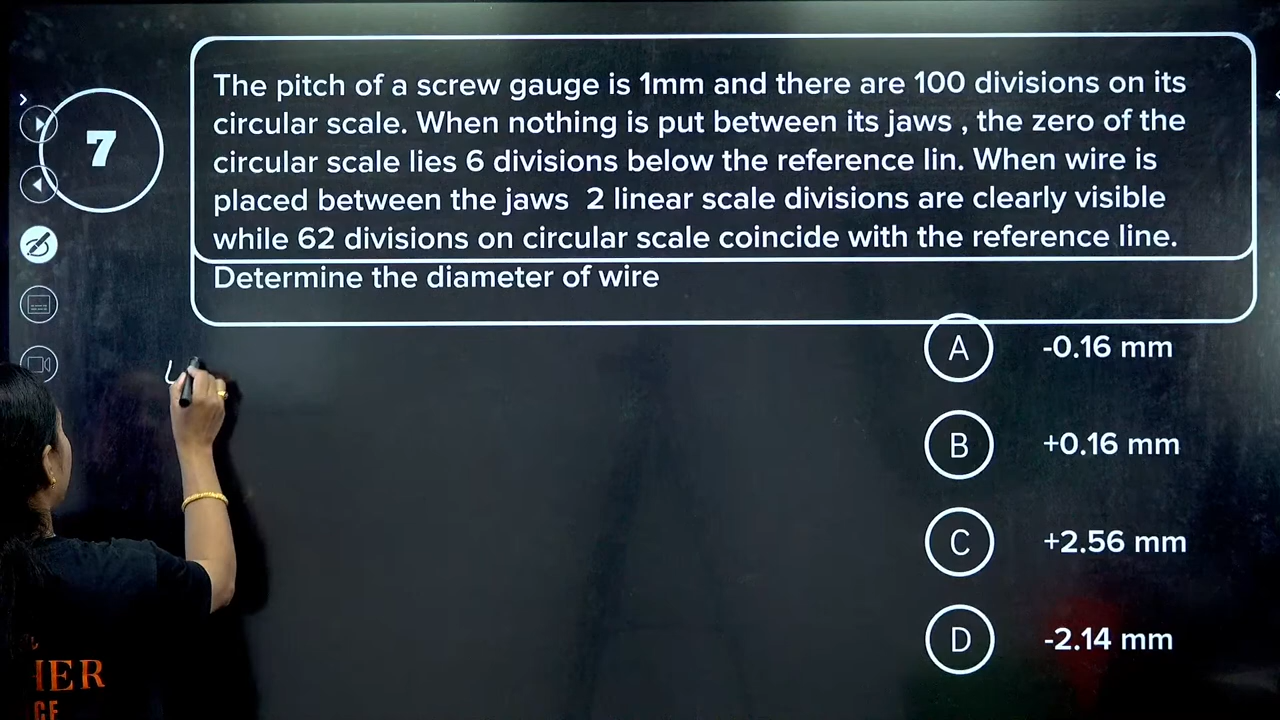 7
The pitch of a screw gauge is 1mm and there are 100 divisions on its
circular scale. When nothing is put between its jaws , the zero of the
circular scale lies 6 divisions below the reference lin. When wire is
placed between the jaws 2 linear scale divisions are clearly visible
while 62 divisions on circular scale coincide with the reference line.
Determine the diameter of wire
A -0.16 mm
B +0.16 mm
C +2.56 mm
D -2.14 mm